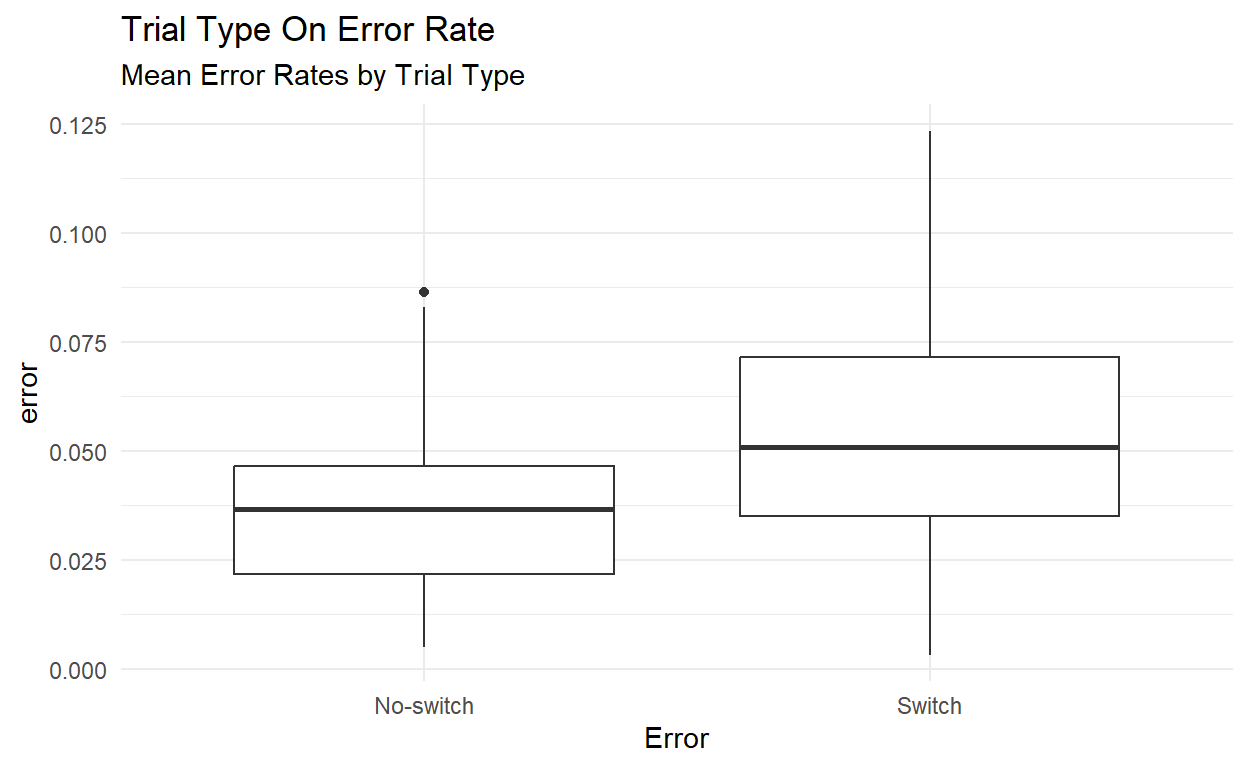 Trial Type On Error Rate
Mean Error Rates by Trial Type
0.125
0.100
0.075
0.050
0.025
0.000
error
No-switch Switch
Error